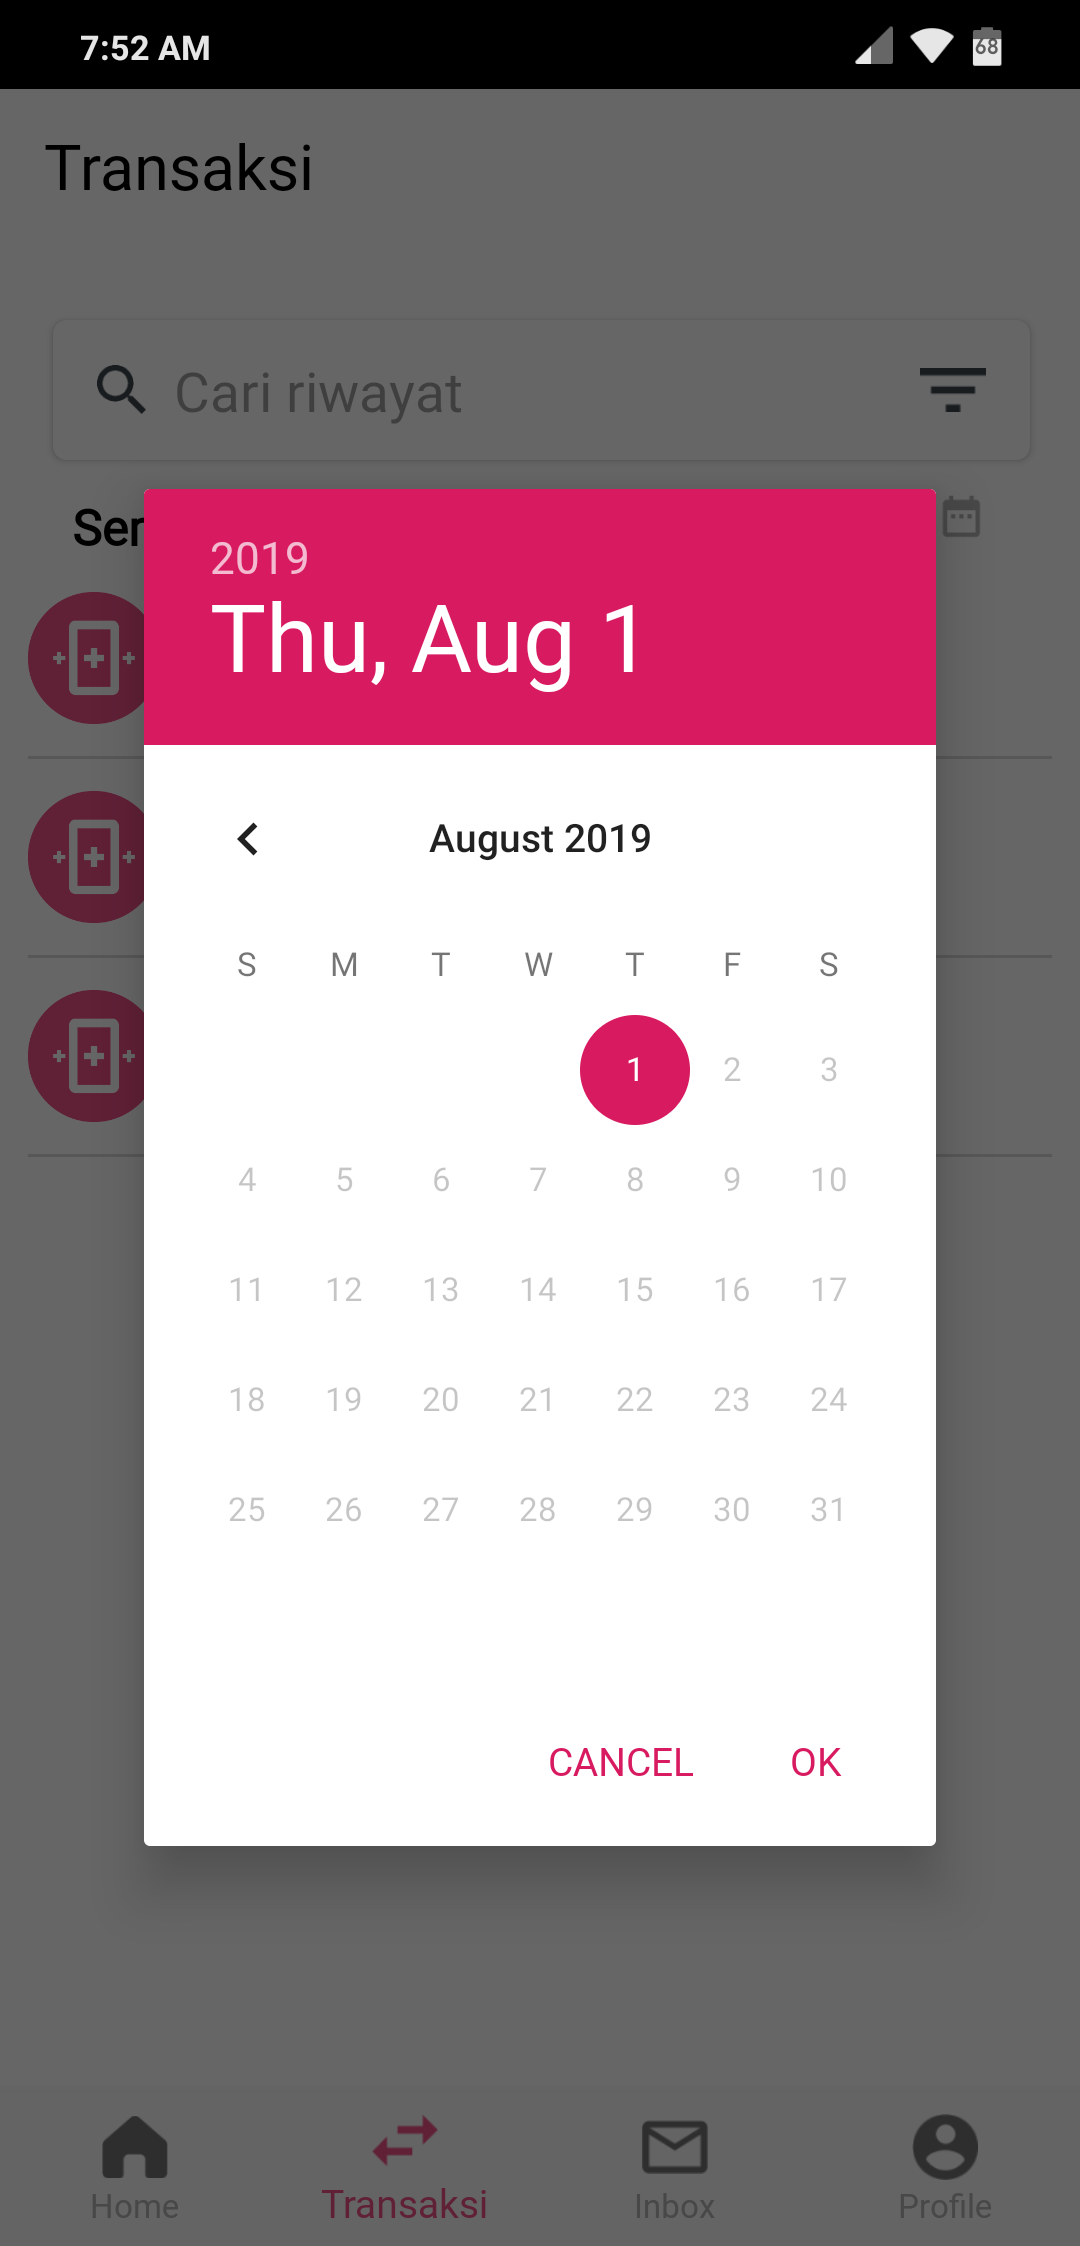 7:52 AM
68
Transaksi
Cari riwayat
2019
Thu, Aug 1
August 2019
S M T W T F S
1 2 3
4 5 6 7 8 9 10
11 12 13 14 15 16 17
18 19 20 21 22 23 24
25 26 27 28 29 30 31
CANCEL OK
Home Transaksi Inbox Profile